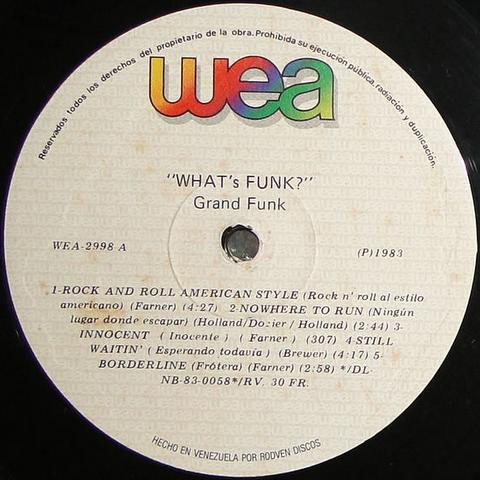 Reservados todos los derechos del propietario de la obra. Prohibida su ejecución pública, radiación y duplicación.
wea
"WHAT's FUNK?"
Grand Funk
WEA-2998 A
(P)1983
1-ROCK AND ROLL AMERICAN STYLE (Rock n' roll al estilo
americano) (Farner) (4:27) 2-NOWHERE TO RUN (Ningún
lugar donde escapar) (Holland/Dozier / Holland) (2:44) 3-
INNOCENT ( Inocente ) ( Farner ) (307) 4-STILL
WAITIN' ( Esperando todavía ) (Brewer) (4:17) 5-
BORDERLINE (Frótera) (Farner) (2:58) */DL-
NB-83-0058*/RV. 30 FR.
HECHO EN VENEZUELA POR RODVEN DISCOS